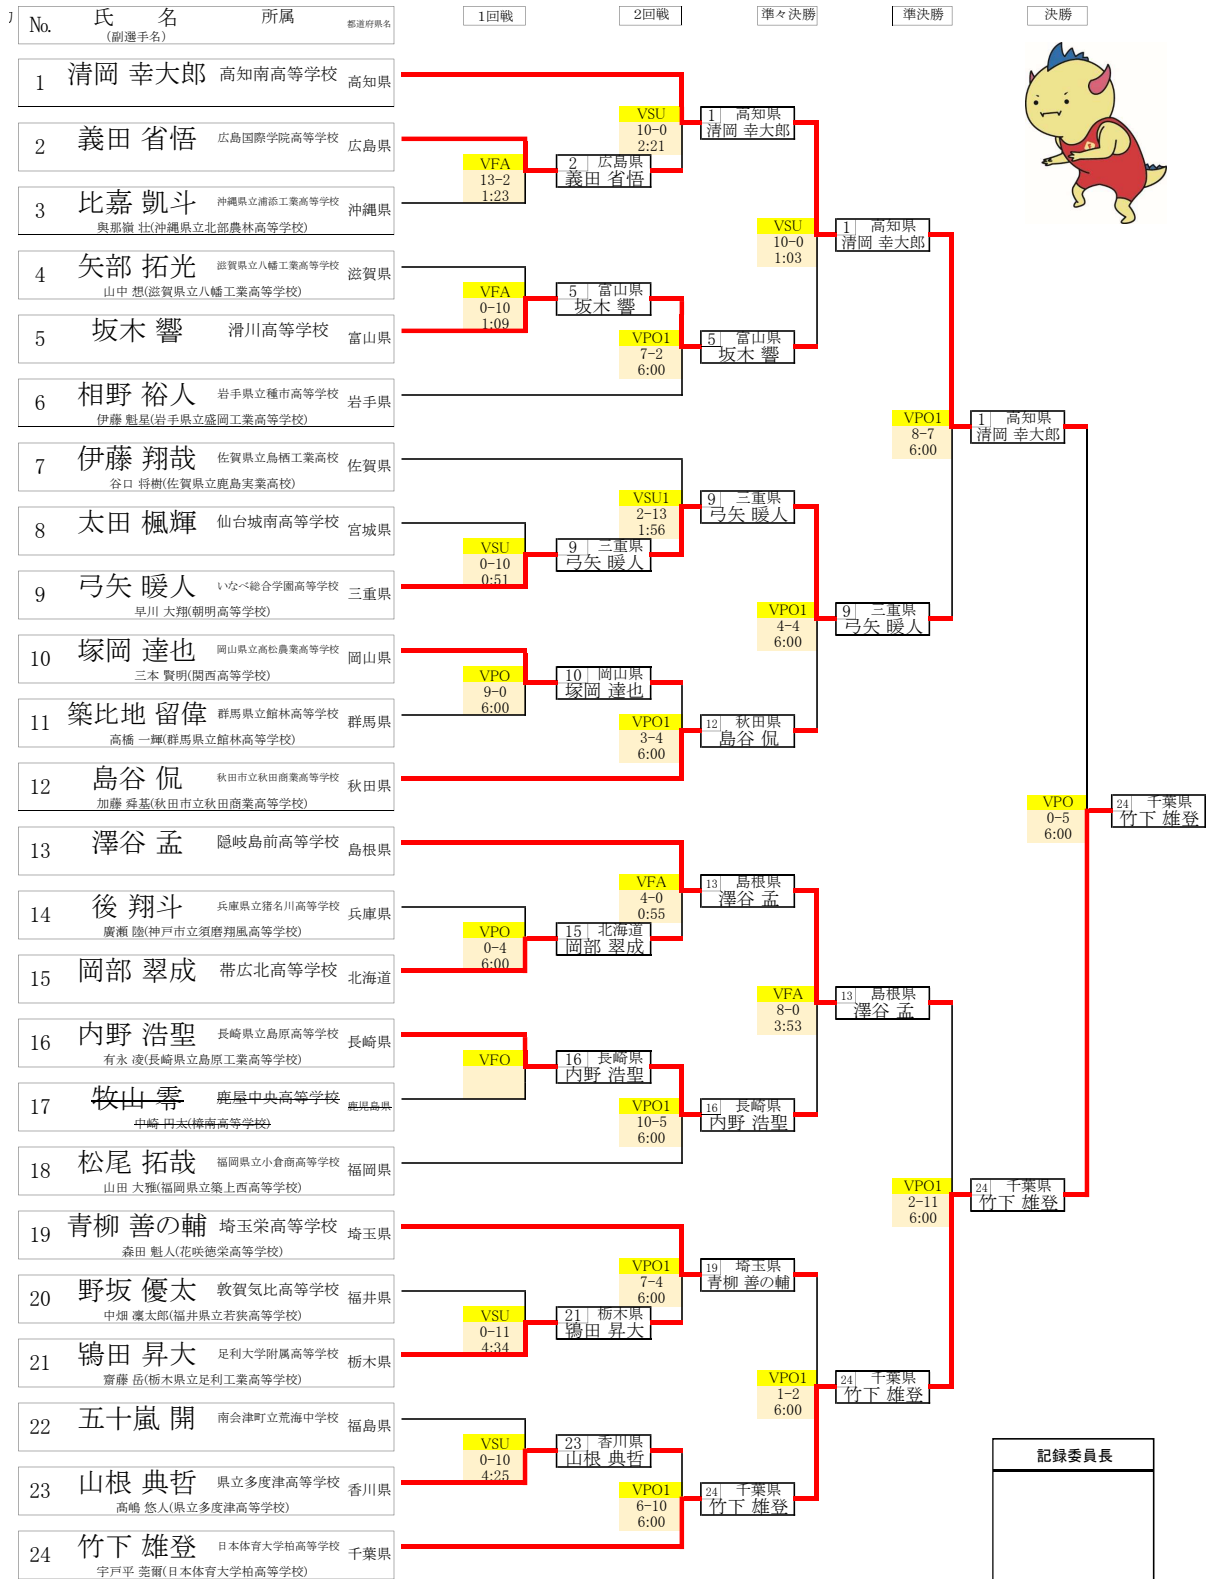 No. 氏 名 所属 都道府県名 1回戦 2回戦 準々決勝 準決勝 決勝
(副選手名)
1 清岡 幸大郎 高知南高等学校 高知県
2 義田 省悟 広島国際学院高等学校 広島県
3 比嘉 凱斗 沖縄県立浦添工業高等学校 沖縄県
與那嶺 壮(沖縄県立北部農林高等学校)
4 矢部 拓光 滋賀県立八幡工業高等学校 滋賀県
山中 想(滋賀県立八幡工業高等学校)
5 坂木 響 滑川高等学校 富山県
6 相野 裕人 岩手県立種市高等学校 岩手県
伊藤 魁星(岩手県立盛岡工業高等学校)
7 伊藤 翔哉 佐賀県立鳥栖工業高校 佐賀県
谷口 将樹(佐賀県立鹿島実業高校)
8 太田 楓輝 仙台城南高等学校 宮城県
9 弓矢 暖人 いなべ総合学園高等学校 三重県
早川 大翔(朝明高等学校)
10 塚岡 達也 岡山県立高松農業高等学校 岡山県
三本 賢明(関西高等学校)
11 築比地 留偉 群馬県立館林高等学校 群馬県
高橋 一輝(群馬県立館林高等学校)
12 島谷 侃 秋田市立秋田商業高等学校 秋田県
加藤 舜基(秋田市立秋田商業高等学校)
13 澤谷 孟 隠岐島前高等学校 島根県
14 後 翔斗 兵庫県立猪名川高等学校 兵庫県
廣瀬 陸(神戸市立須磨翔風高等学校)
15 岡部 翠成 帯広北高等学校 北海道
16 内野 浩聖 長崎県立島原高等学校 長崎県
有永 凌(長崎県立島原工業高等学校)
17 牧山 零 鹿屋中央高等学校 鹿児島県
中崎 円太(樟南高等学校)
18 松尾 拓哉 福岡県立小倉商高等学校 福岡県
山田 大雅(福岡県立築上西高等学校)
19 青柳 善の輔 埼玉栄高等学校 埼玉県
森田 魁人(花咲徳栄高等学校)
20 野坂 優太 敦賀気比高等学校 福井県
中畑 凜太郎(福井県立若狭高等学校)
21 鴇田 昇大 足利大学附属高等学校 栃木県
齋藤 岳(栃木県立足利工業高等学校)
22 五十嵐 開 南会津町立荒海中学校 福島県
23 山根 典哲 県立多度津高等学校 香川県
高嶋 悠人(県立多度津高等学校)
24 竹下 雄登 日本体育大学柏高等学校 千葉県
宇戸平 莞爾(日本体育大学柏高等学校)
VFA
13-2
1:23
2 広島県
義田 省悟
VFA
0-10
1:09
5 富山県
坂木 響
VSU
0-10
0:51
9 三重県
弓矢 暖人
VPO
9-0
6:00
10 岡山県
塚岡 達也
VPO
0-4
6:00
15 北海道
岡部 翠成
VFO
16 長崎県
内野 浩聖
VSU
0-11
4:34
21 栃木県
鴇田 昇大
VSU
0-10
4:25
23 香川県
山根 典哲
VSU
10-0
2:21
1 高知県
清岡 幸大郎
VPO1
7-2
6:00
5 富山県
坂木 響
VSU1
2-13
1:56
9 三重県
弓矢 暖人
VPO1
3-4
6:00
12 秋田県
島谷 侃
VFA
4-0
0:55
13 島根県
澤谷 孟
VPO1
10-5
6:00
16 長崎県
内野 浩聖
VPO1
7-4
6:00
19 埼玉県
青柳 善の輔
VPO1
6-10
6:00
24 千葉県
竹下 雄登
VSU
10-0
1:03
1 高知県
清岡 幸大郎
VPO1
4-4
6:00
9 三重県
弓矢 暖人
VFA
8-0
3:53
13 島根県
澤谷 孟
VPO1
1-2
6:00
24 千葉県
竹下 雄登
VPO1
8-7
6:00
1 高知県
清岡 幸大郎
VPO1
2-11
6:00
24 千葉県
竹下 雄登
VPO
0-5
6:00
24 千葉県
竹下 雄登
記録委員長